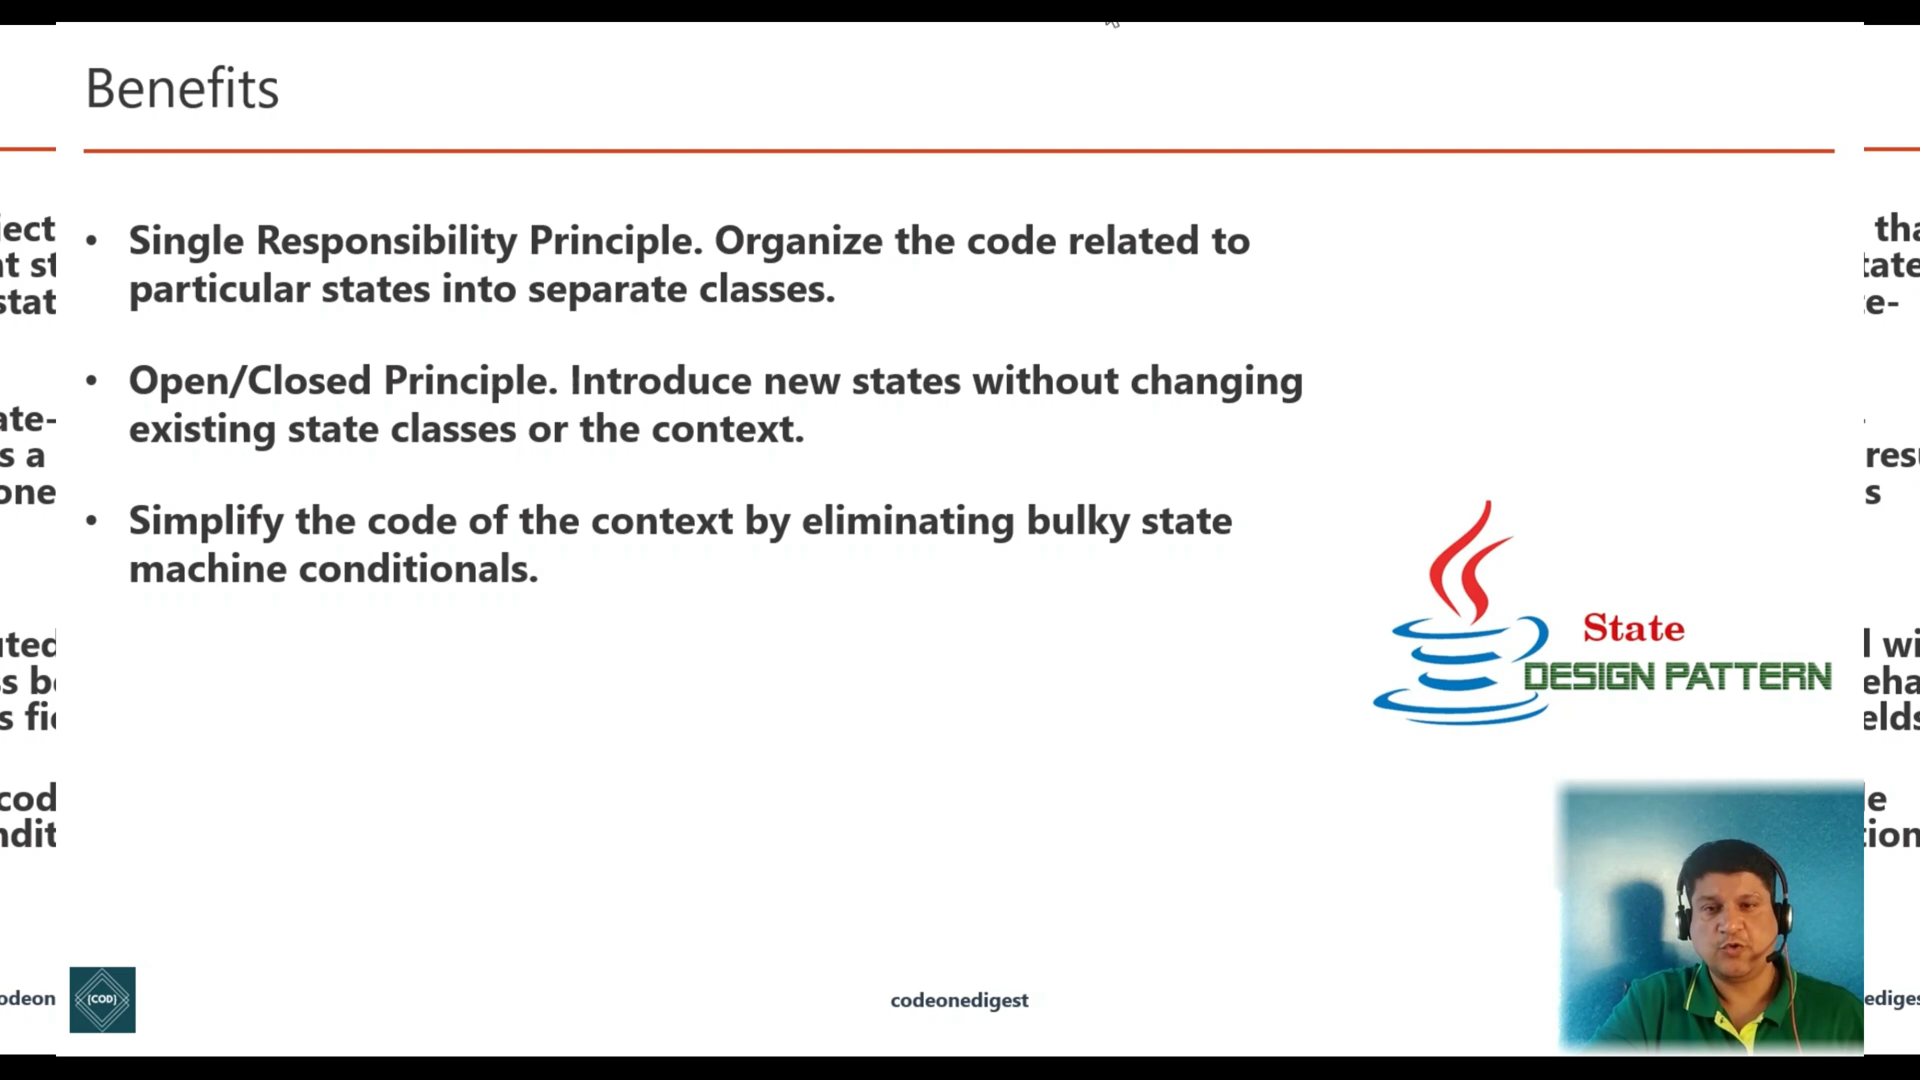 Benefits
• Single Responsibility Principle. Organize the code related to
particular states into separate classes.
• Open/Closed Principle. Introduce new states without changing
existing state classes or the context.
• Simplify the code of the context by eliminating bulky state
machine conditionals.
State
DESIGN PATTERN
{COD}
codeonedigest